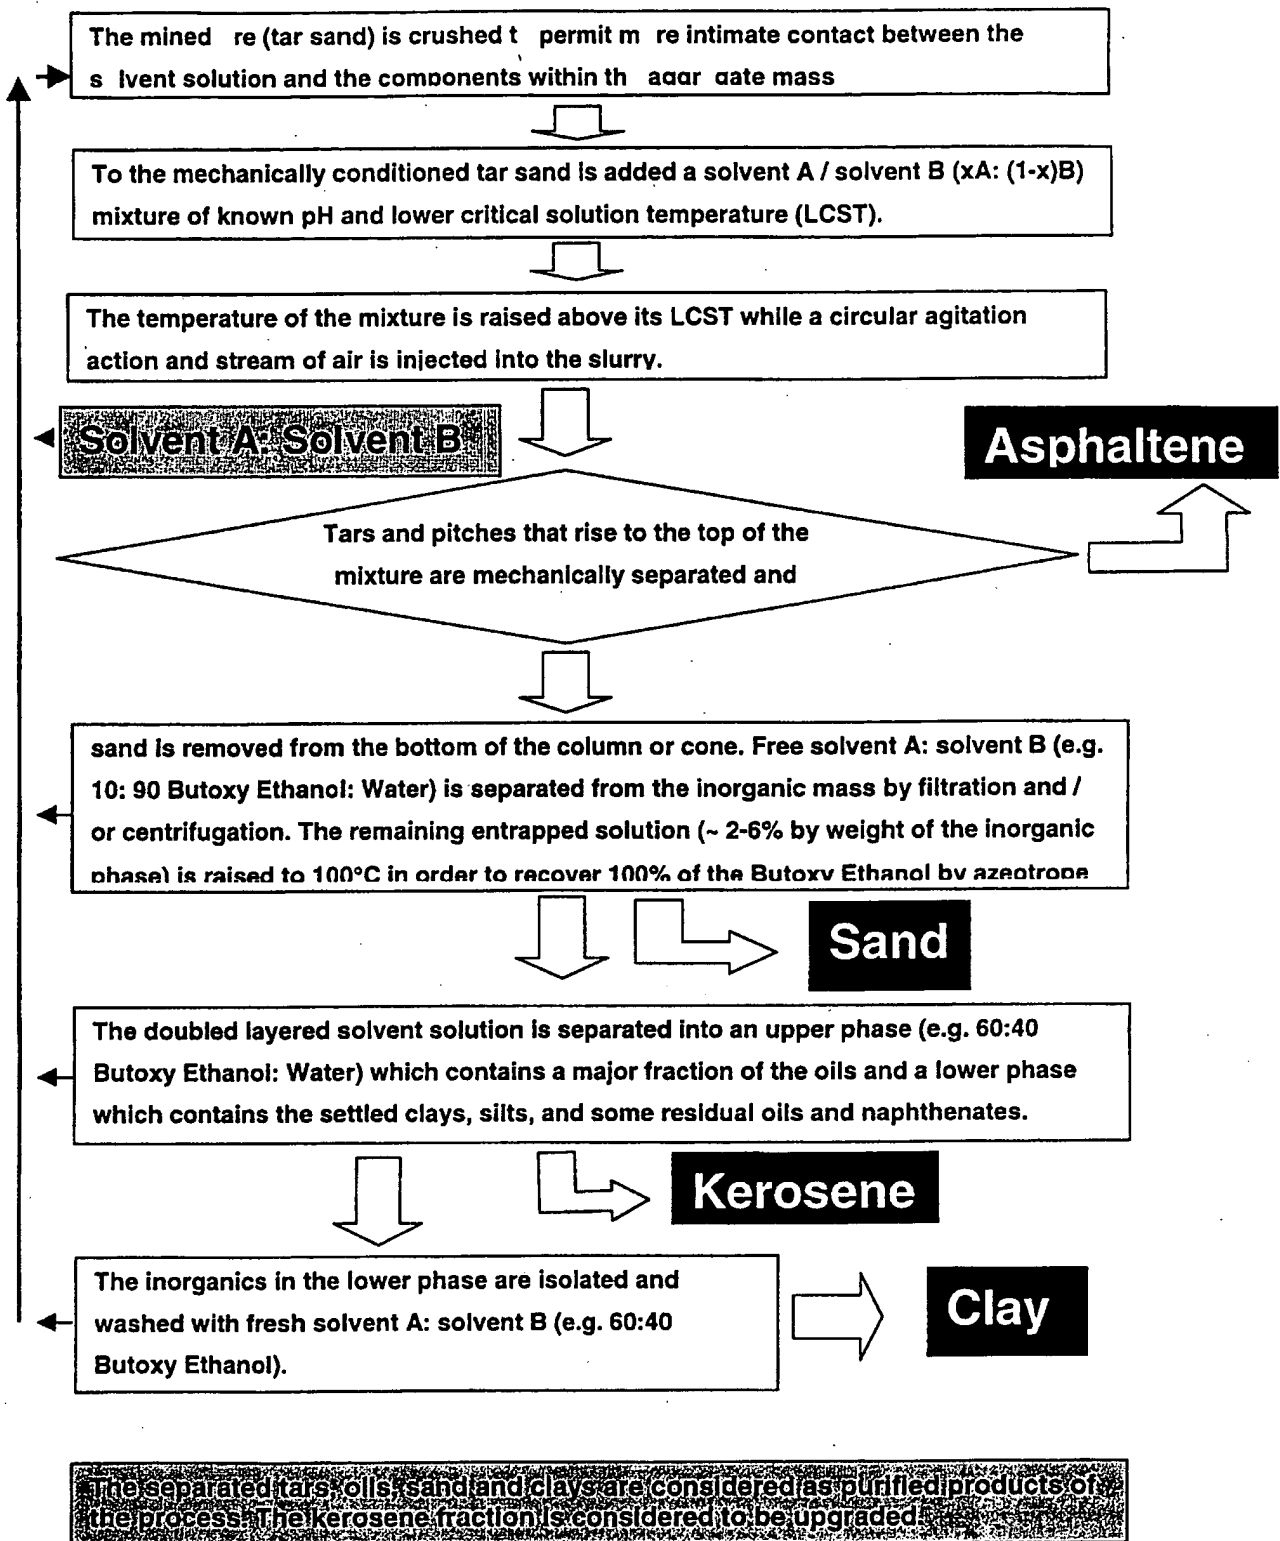 The mined re (tar sand) is crushed t permit m re intimate contact between the
s lvent solution and the components within th aggr gate mass
To the mechanically conditioned tar sand is added a solvent A / solvent B (xA: (1-x)B)
mixture of known pH and lower critical solution temperature (LCST).
The temperature of the mixture is raised above its LCST while a circular agitation
action and stream of air is injected into the slurry.
Solvent A: Solvent B
Asphaltene
Tars and pitches that rise to the top of the
mixture are mechanically separated and
sand is removed from the bottom of the column or cone. Free solvent A: solvent B (e.g.
10: 90 Butoxy Ethanol: Water) is separated from the inorganic mass by filtration and /
or centrifugation. The remaining entrapped solution (~ 2-6% by weight of the inorganic
phase) is raised to 100°C in order to recover 100% of the Butoxy Ethanol by azeotrope
Sand
The doubled layered solvent solution is separated into an upper phase (e.g. 60:40
Butoxy Ethanol: Water) which contains a major fraction of the oils and a lower phase
which contains the settled clays, silts, and some residual oils and naphthenates.
Kerosene
The inorganics in the lower phase are isolated and
washed with fresh solvent A: solvent B (e.g. 60:40
Butoxy Ethanol).
Clay
The separated tars, oils, sand and clays are considered as purified products of
the process. The kerosene fraction is considered to be upgraded.